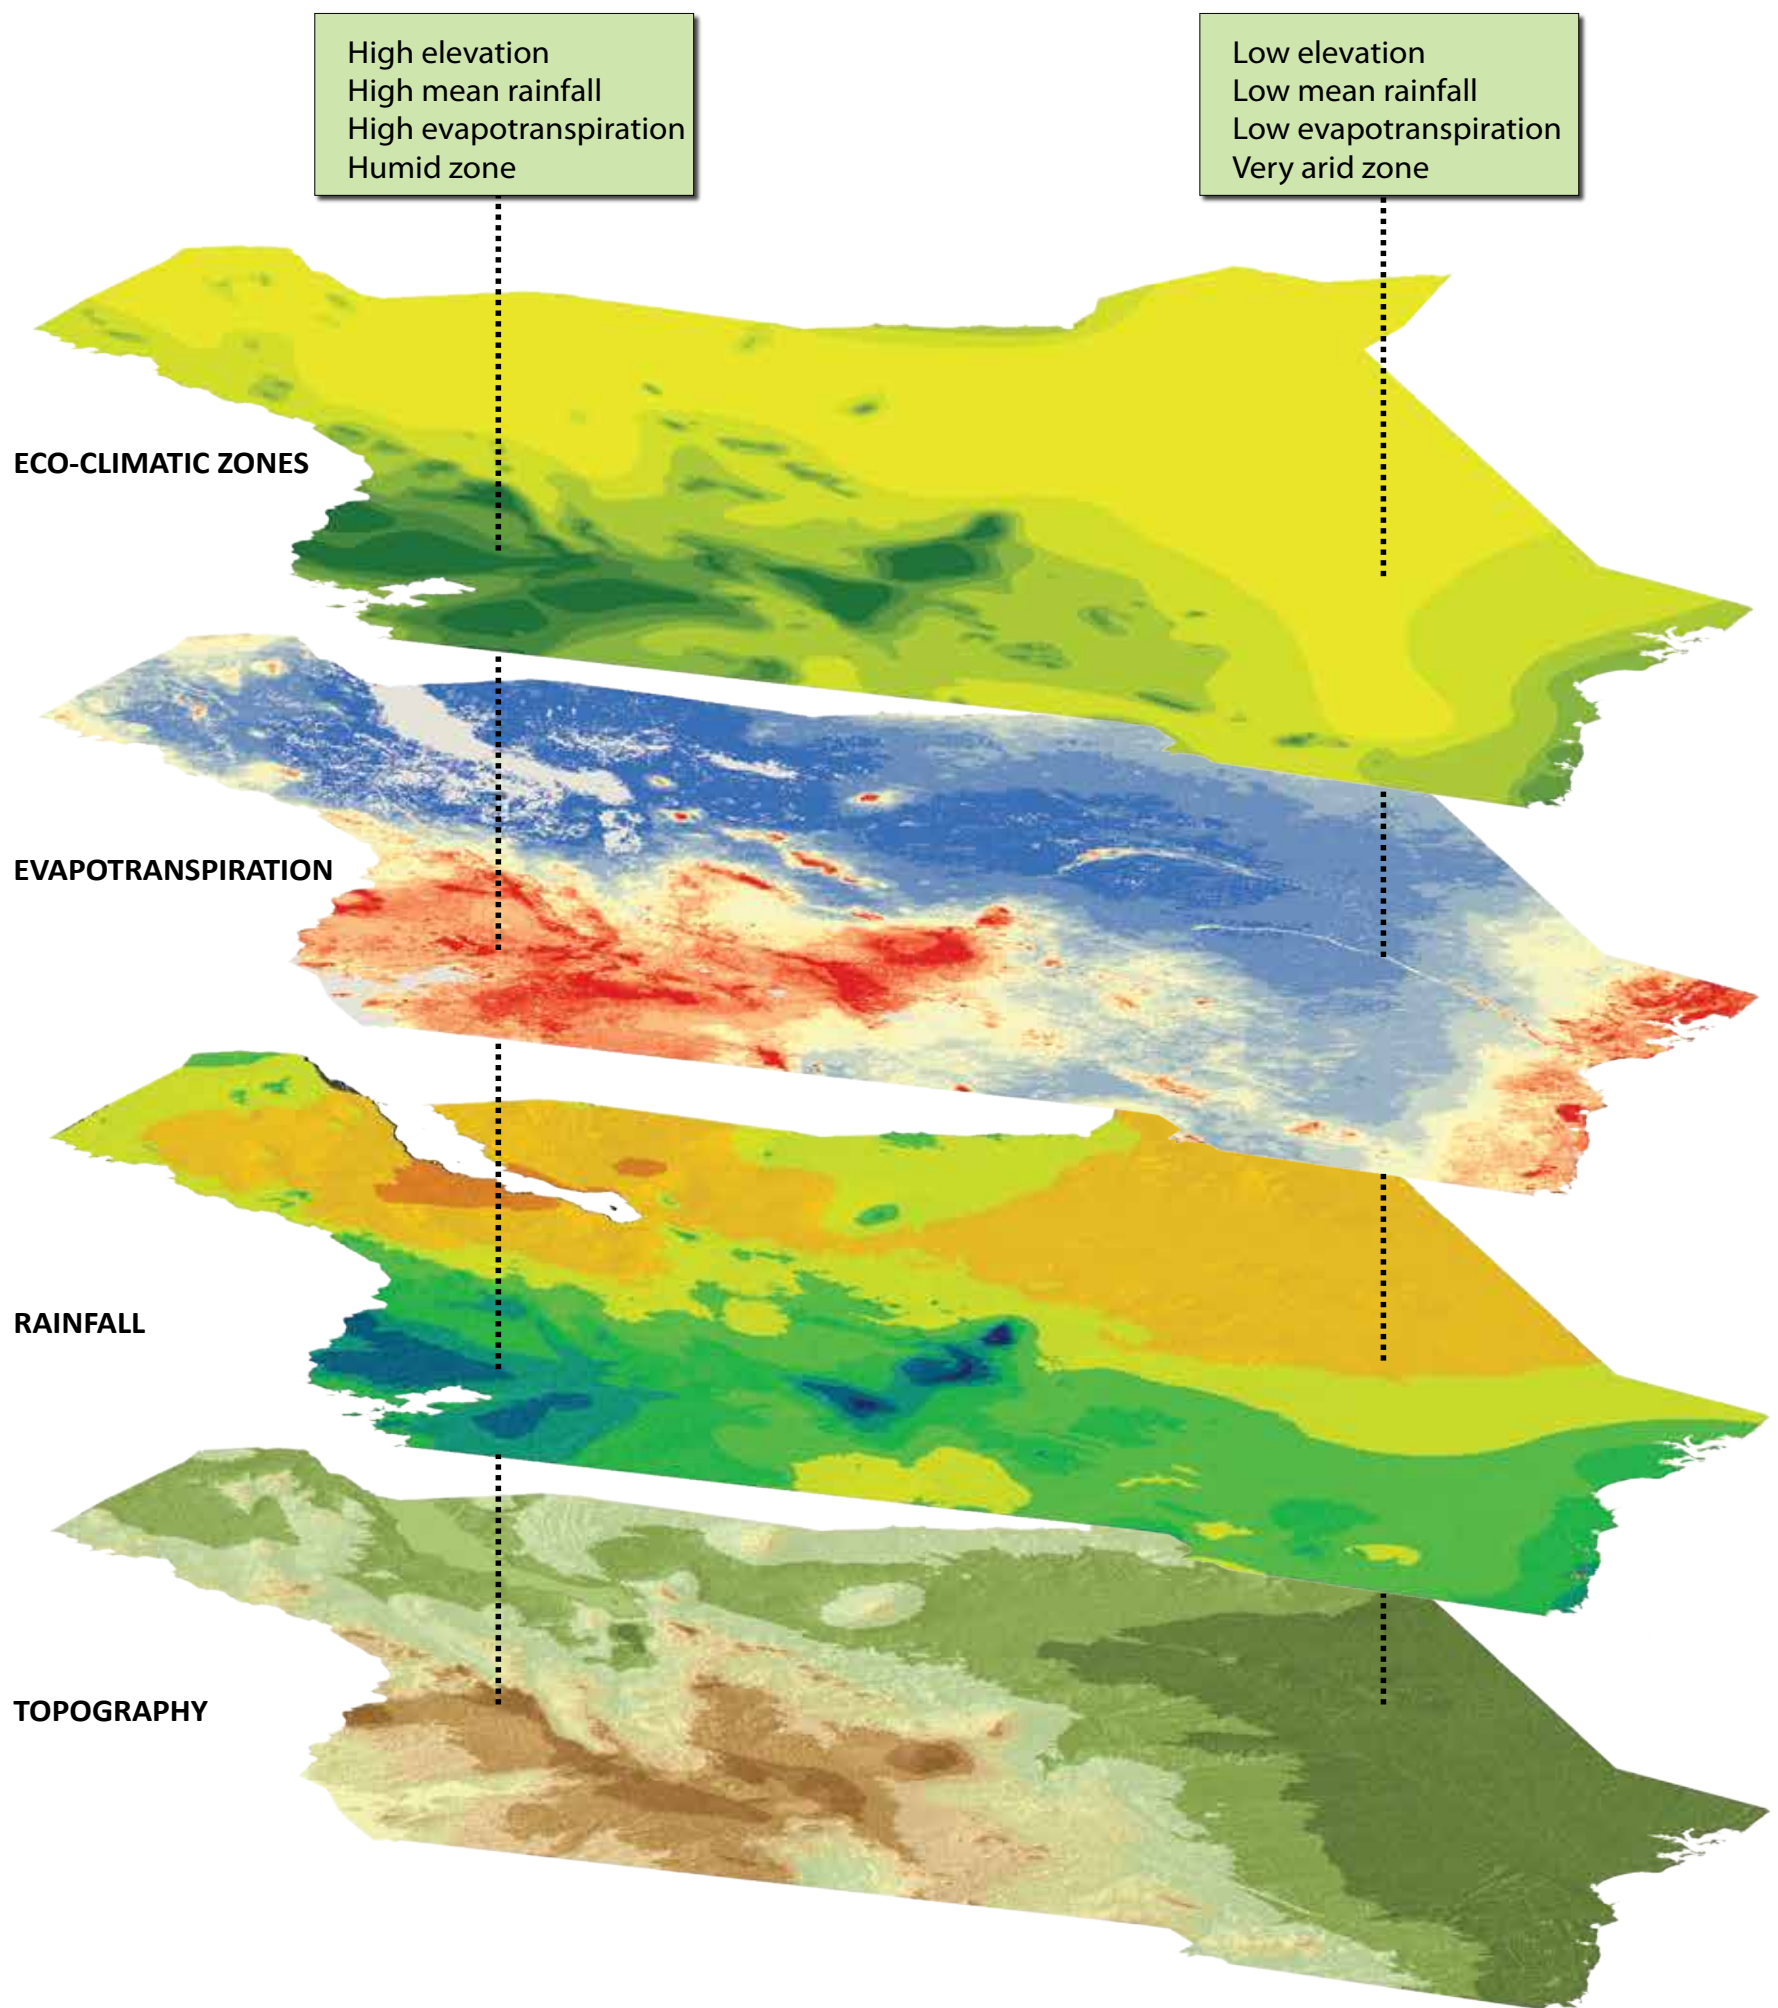 High elevation
High mean rainfall
High evapotranspiration
Humid zone
Low elevation
Low mean rainfall
Low evapotranspiration
Very arid zone
ECO-CLIMATIC ZONES
EVAPOTRANSPIRATION
RAINFALL
TOPOGRAPHY